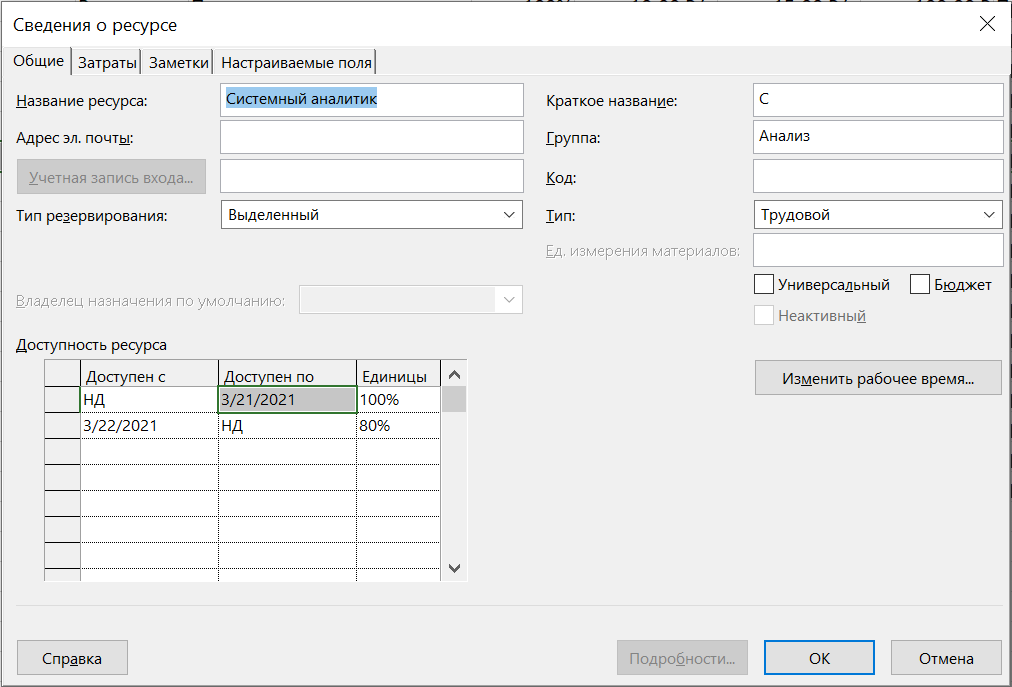 Сведения о ресурсе
Общие Затраты Заметки Настраиваемые поля
Название ресурса: Системный аналитик Краткое название: С
Адрес эл. почты: Группа: Анализ
Учетная запись входа... Код:
Тип резервирования: Выделенный Тип: Трудовой
Ед. измерения материалов:
Универсальный Бюджет
Владелец назначения по умолчанию:
Неактивный
Доступность ресурса
Доступен с Доступен по Единицы
Изменить рабочее время...
НД 3/21/2021 100%
3/22/2021 НД 80%
Справка Подробности... ОК Отмена